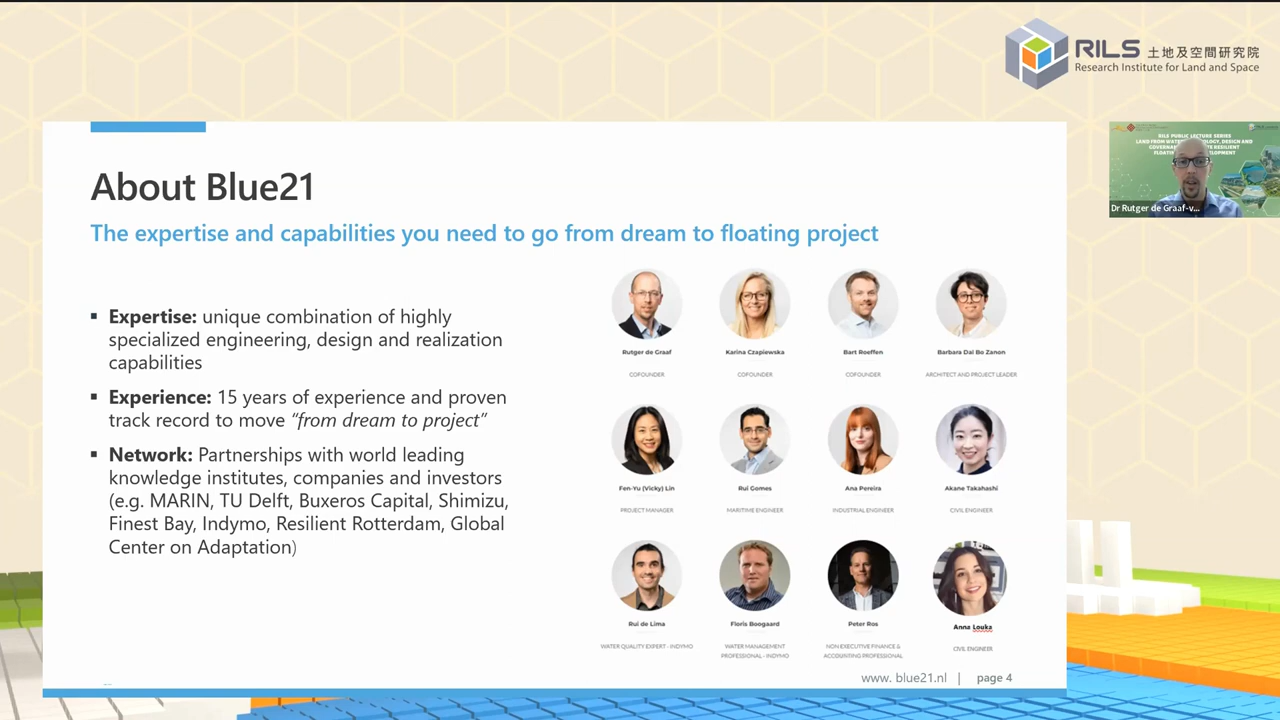 RILS 土地及空間研究院
Research Institute for Land and Space
RILS PUBLIC LECTURE SERIES
Dr Rutger de Graaf-v...
About Blue21
The expertise and capabilities you need to go from dream to floating project
▪ Expertise: unique combination of highly
specialized engineering, design and realization
capabilities
▪ Experience: 15 years of experience and proven
track record to move “from dream to project”
▪ Network: Partnerships with world leading
knowledge institutes, companies and investors
(e.g. MARIN, TU Delft, Buxeros Capital, Shimizu,
Finest Bay, Indymo, Resilient Rotterdam, Global
Center on Adaptation)
Rutger de Graaf
COFOUNDER
Karina Czapiewska
COFOUNDER
Bart Roeffen
COFOUNDER
Barbara Dal Bo Zanon
ARCHITECT AND PROJECT LEADER
Fen-Yu (Vicky) Lin
PROJECT MANAGER
Rui Gomes
MARITIME ENGINEER
Ana Pereira
INDUSTRIAL ENGINEER
Akane Takahashi
CIVIL ENGINEER
Rui de Lima
WATER QUALITY EXPERT - INDYMO
Floris Boogaard
WATER MANAGEMENT
PROFESSIONAL - INDYMO
Peter Ros
NON EXECUTIVE FINANCE &
ACCOUNTING PROFESSIONAL
Anna Louka
CIVIL ENGINEER
www. blue21.nl | page 4